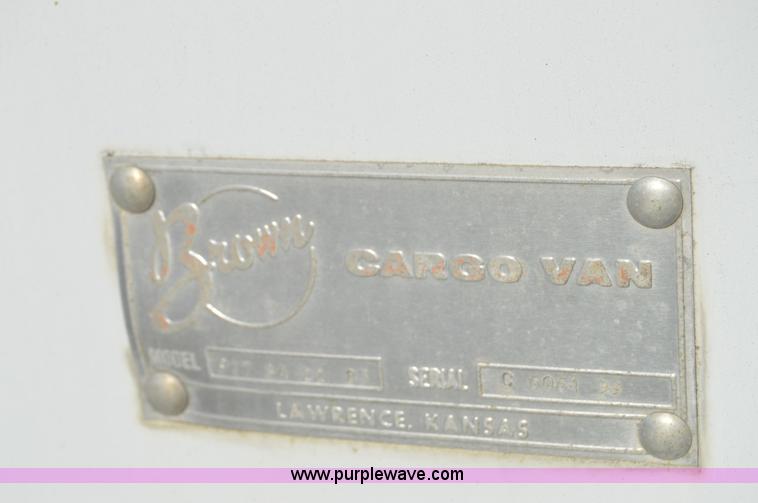 Brown CARGO VAN
MODEL SERIAL C
LAWRENCE, KANSAS
www.purplewave.com